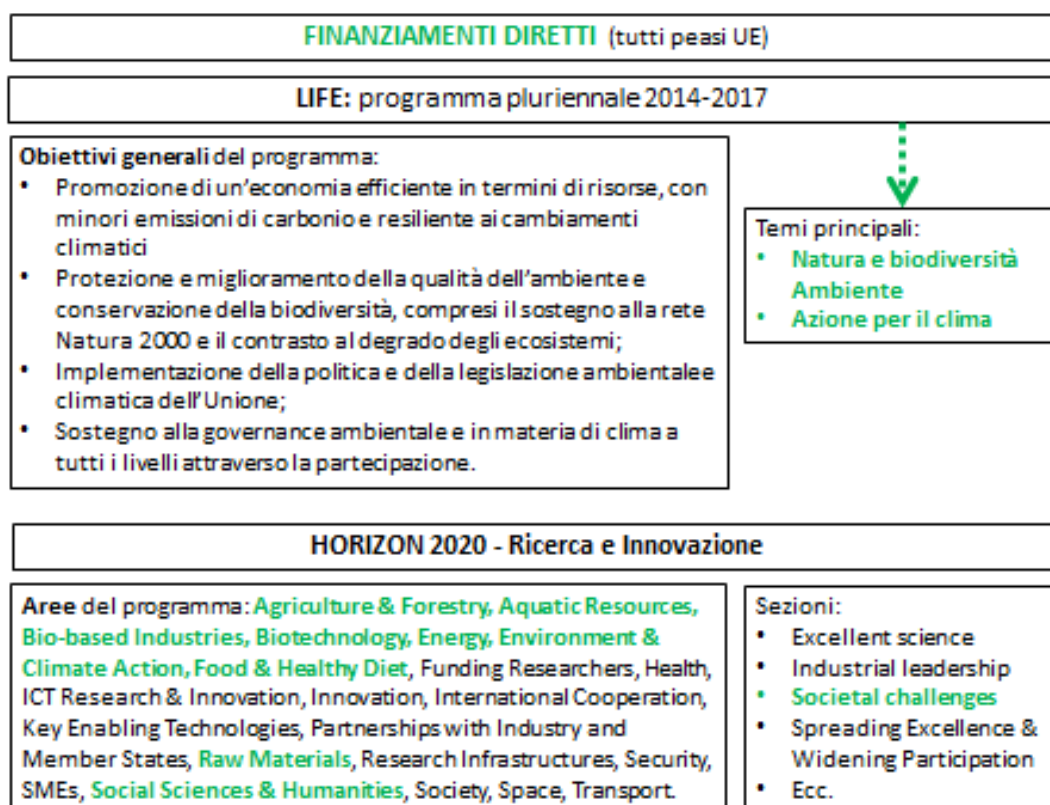 FINANZIAMENTI DIRETTI (tutti peasi UE)
LIFE: programma pluriennale 2014-2017
Obiettivi generali del programma:
• Promozione di un'economia efficiente in termini di risorse, con
minori emissioni di carbonio e resiliente ai cambiamenti
climatici
• Protezione e miglioramento della qualità dell'ambiente e
conservazione della biodiversità, compresi il sostegno alla rete
Natura 2000 e il contrasto al degrado degli ecosistemi;
• Implementazione della politica e della legislazione ambientale e
climatica dell'Unione;
• Sostegno alla governance ambientale e in materia di clima a
tutti i livelli attraverso la partecipazione.
Temi principali:
• Natura e biodiversità
Ambiente
• Azione per il clima
HORIZON 2020 - Ricerca e Innovazione
Aree del programma: Agriculture & Forestry, Aquatic Resources,
Bio-based Industries, Biotechnology, Energy, Environment &
Climate Action, Food & Healthy Diet, Funding Researchers, Health,
ICT Research & Innovation, Innovation, International Cooperation,
Key Enabling Technologies, Partnerships with Industry and
Member States, Raw Materials, Research Infrastructures, Security,
SMEs, Social Sciences & Humanities, Society, Space, Transport.
Sezioni:
• Excellent science
• Industrial leadership
• Societal challenges
• Spreading Excellence &
Widening Participation
• Ecc.